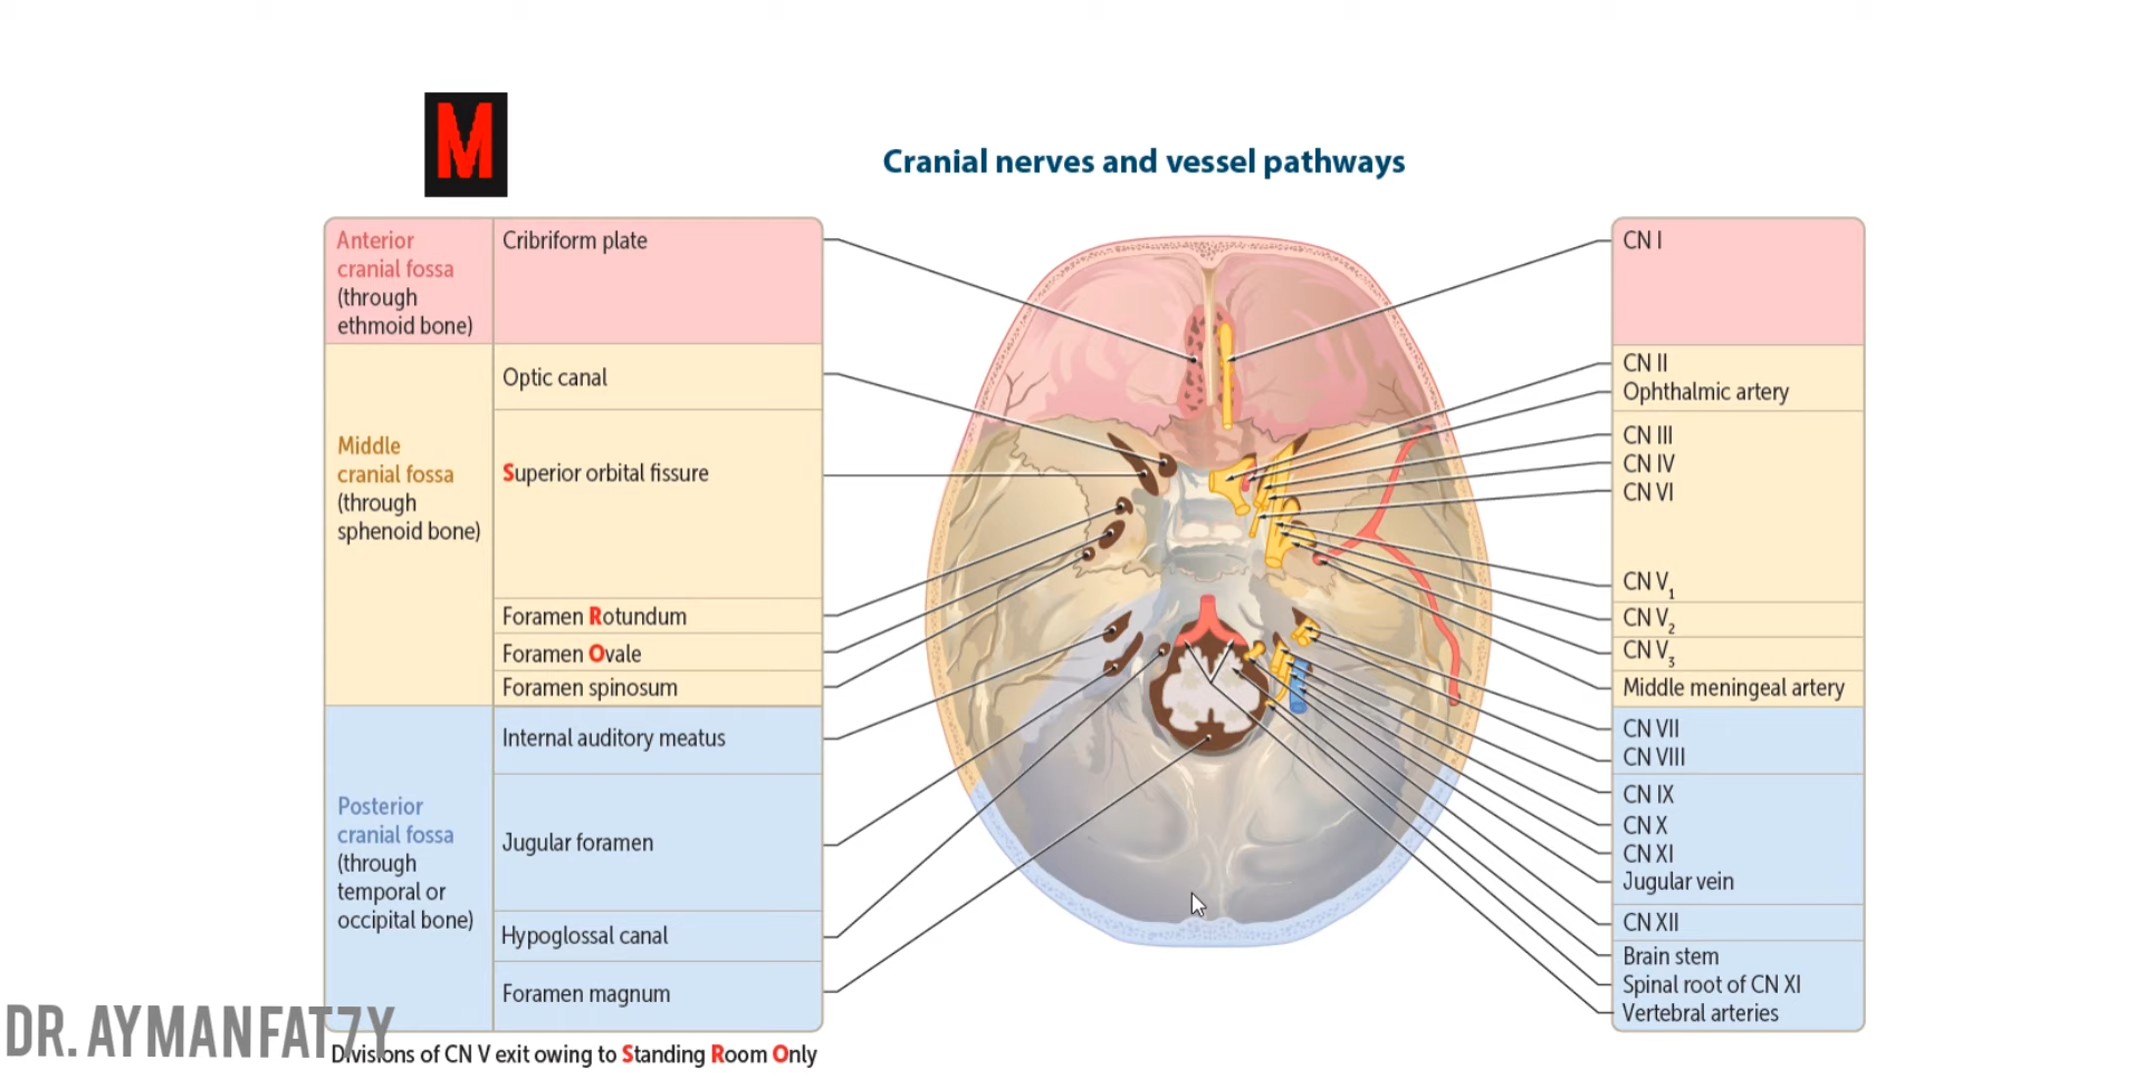 M
Cranial nerves and vessel pathways
Anterior
cranial fossa
(through
ethmoid bone)
Cribriform plate
CN I
Middle
cranial fossa
(through
sphenoid bone)
Optic canal
Superior orbital fissure
Foramen Rotundum
Foramen Ovale
Foramen spinosum
CN II
Ophthalmic artery
CN III
CN IV
CN VI
CN V1
CN V2
CN V3
Middle meningeal artery
Posterior
cranial fossa
(through
temporal or
occipital bone)
Internal auditory meatus
Jugular foramen
Hypoglossal canal
Foramen magnum
CN VII
CN VIII
CN IX
CN X
CN XI
Jugular vein
CN XII
Brain stem
Spinal root of CN XI
Vertebral arteries
DR. AYMANFAT7Y
Divisions of CN V exit owing to Standing Room Only